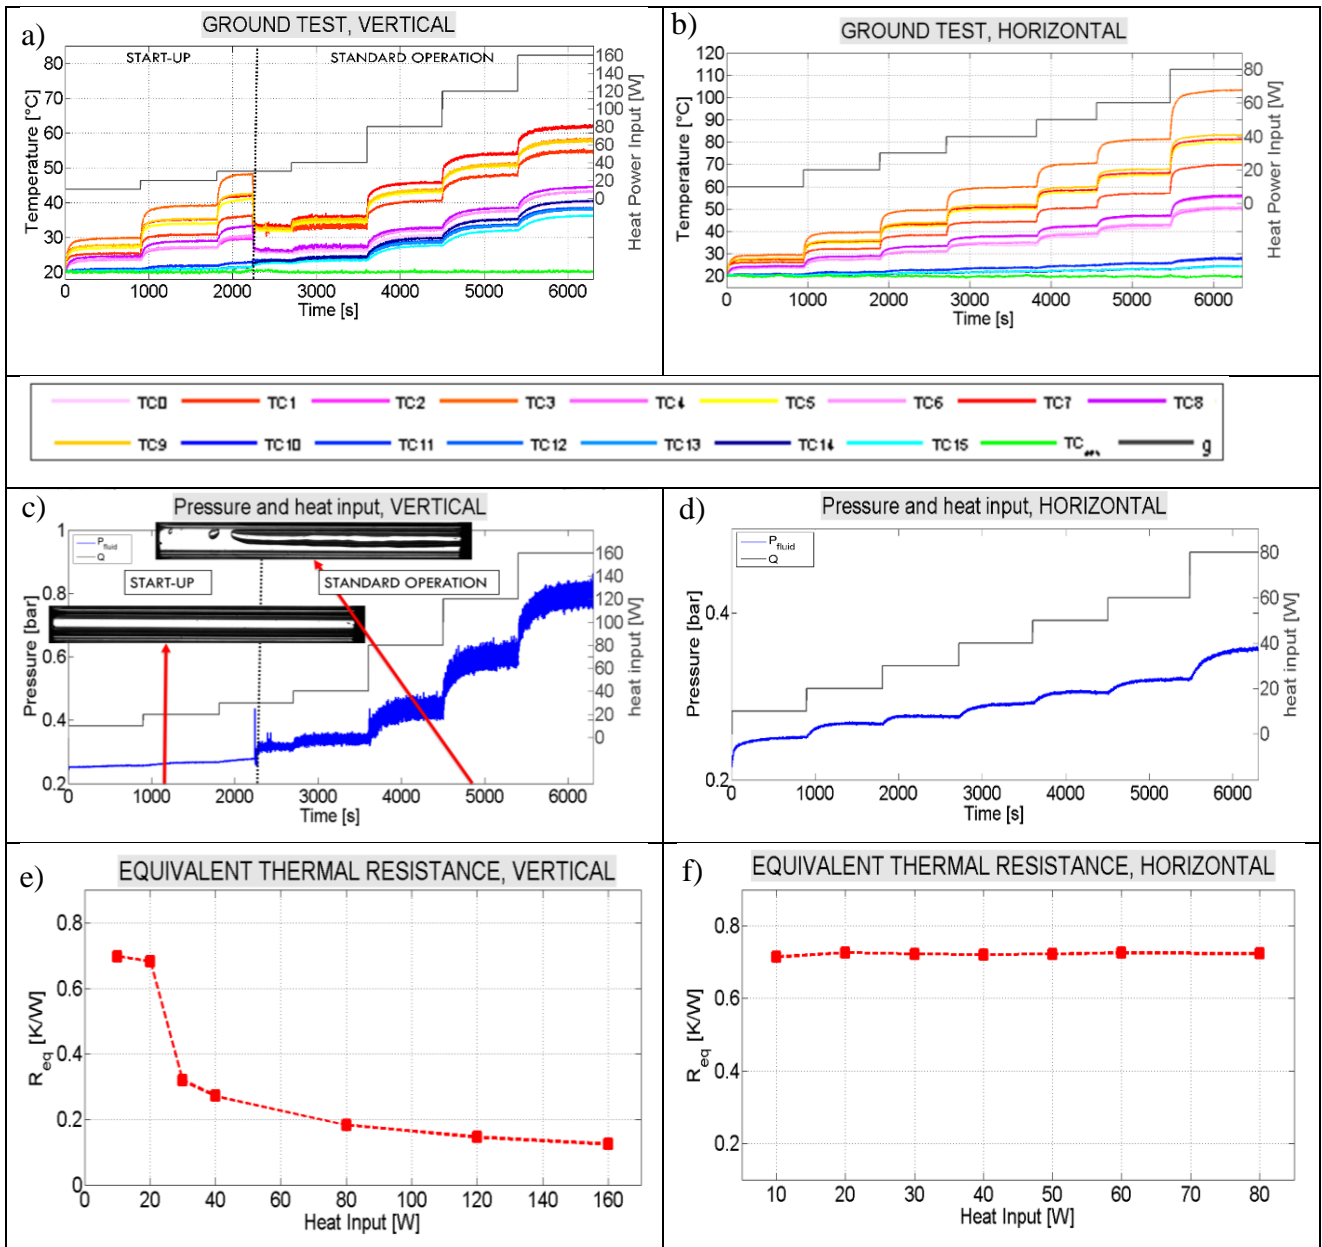 a)
GROUND TEST, VERTICAL
START-UP
STANDARD OPERATION
85
80
70
60
50
40
30
20
Temperature [°C]
0 1000 2000 3000 4000 5000 6000
Time [s]
160
160
140
120
100
80
60
40
20
0
Heat Power Input [W]
b)
GROUND TEST, HORIZONTAL
120
110
100
90
80
70
60
50
40
30
20
Temperature [°C]
0 1000 2000 3000 4000 5000 6000
Time [s]
80
60
40
20
0
Heat Power Input [W]
TC0 TC1 TC2 TC3 TC4 TC5 TC6 TC7 TC8
TC9 TC10 TC11 TC12 TC13 TC14 TC15 TC g
c)
Pressure and heat input, VERTICAL
P fluid
Q
START-UP
STANDARD OPERATION
1
0.8
0.6
0.4
0.2
Pressure [bar]
0 1000 2000 3000 4000 5000 6000
Time [s]
160
140
120
100
80
60
40
20
0
heat input [W]
d)
Pressure and heat input, HORIZONTAL
P fluid
Q
0.4
0.2
Pressure [bar]
0 1000 2000 3000 4000 5000 6000
Time [s]
80
60
40
20
0
heat input [W]
e)
EQUIVALENT THERMAL RESISTANCE, VERTICAL
0.8
0.6
0.4
0.2
0
R eq [K/W]
0 20 40 60 80 100 120 140 160
Heat Input [W]
f)
EQUIVALENT THERMAL RESISTANCE, HORIZONTAL
0.8
0.6
0.4
0.2
R eq [K/W]
10 20 30 40 50 60 70 80
Heat Input [W]